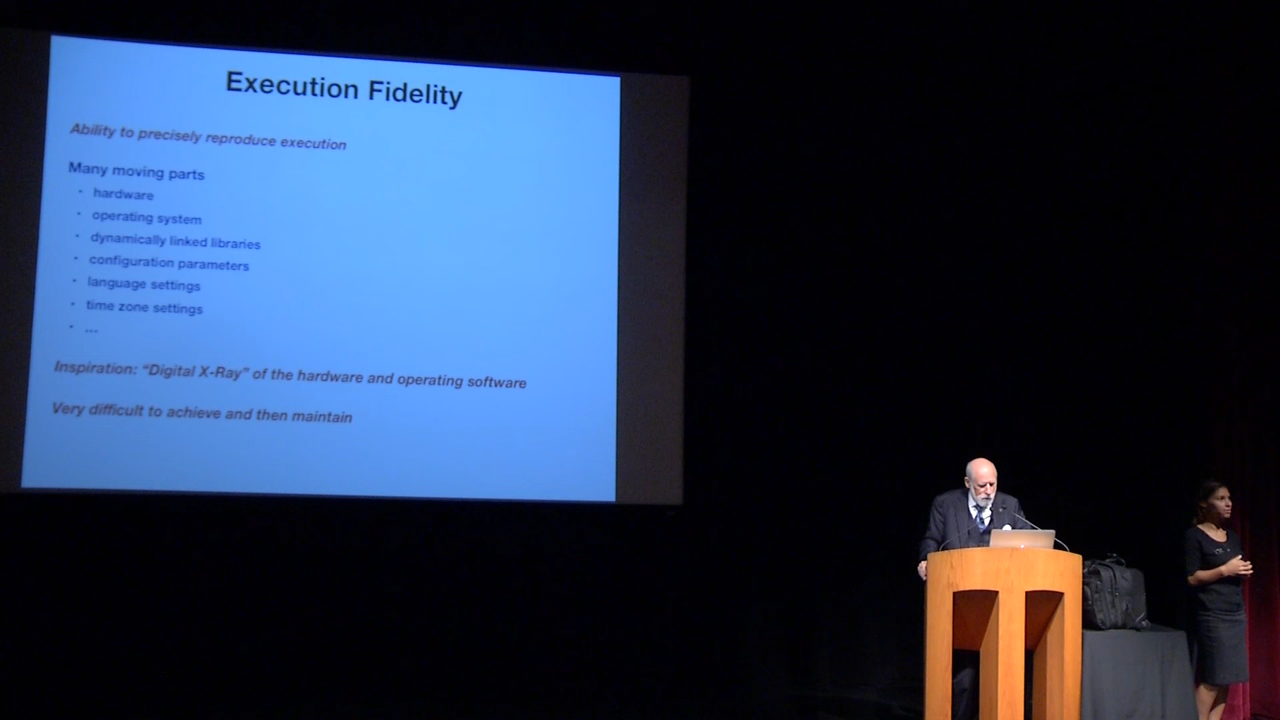 Execution Fidelity
Ability to precisely reproduce execution
Many moving parts
• hardware
• operating system
• dynamically linked libraries
• configuration parameters
• language settings
• time zone settings
• ...
Inspiration: “Digital X-Ray” of the hardware and operating software
Very difficult to achieve and then maintain